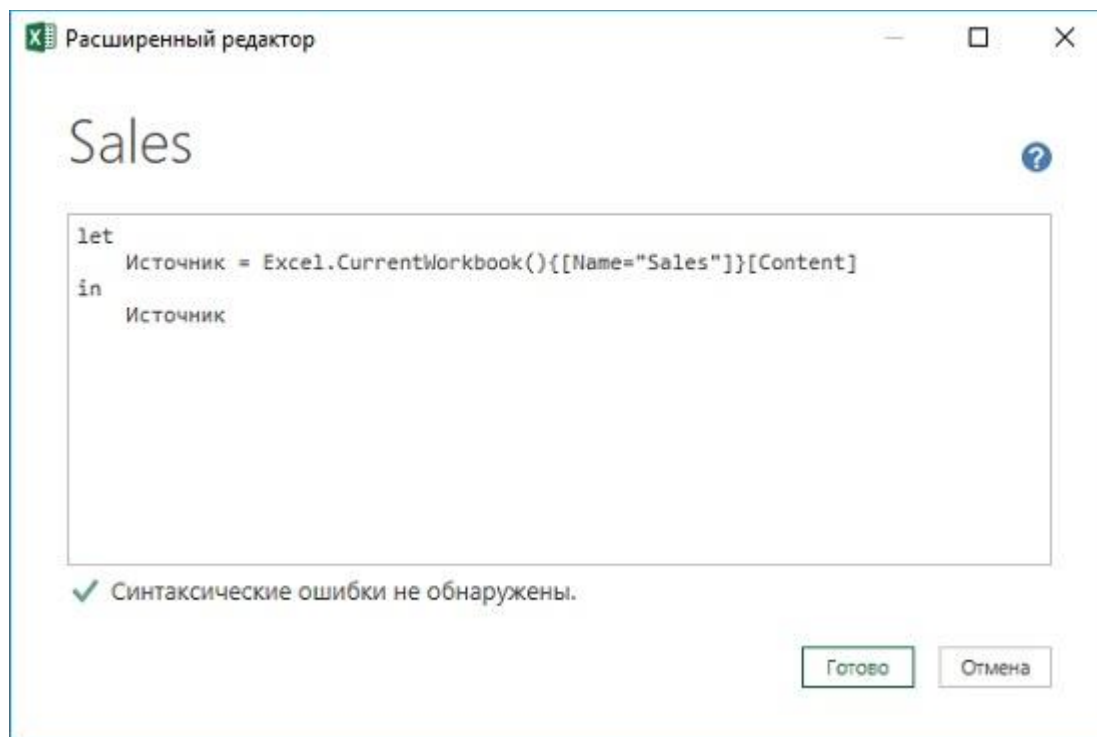 Расширенный редактор
Sales
let
    Источник = Excel.CurrentWorkbook(){[Name="Sales"]}[Content]
in
    Источник
Синтаксические ошибки не обнаружены.
Готово
Отмена